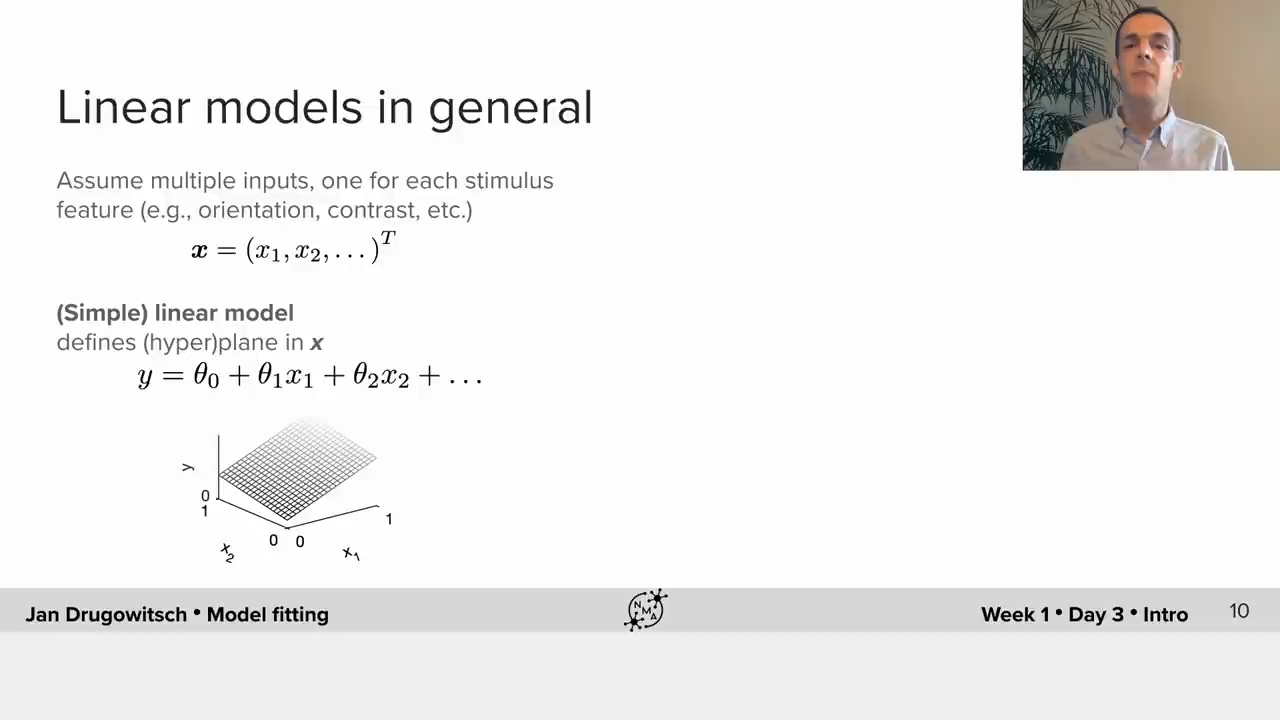 Linear models in general
Assume multiple inputs, one for each stimulus
feature (e.g., orientation, contrast, etc.)
x = (x₁, x₂, . . . )ᵀ
(Simple) linear model
defines (hyper)plane in x
y = θ₀ + θ₁x₁ + θ₂x₂ + . . .
y
0
1
1
0 0
x₂
x₁
Jan Drugowitsch • Model fitting
N
M
A
Week 1 • Day 3 • Intro
10